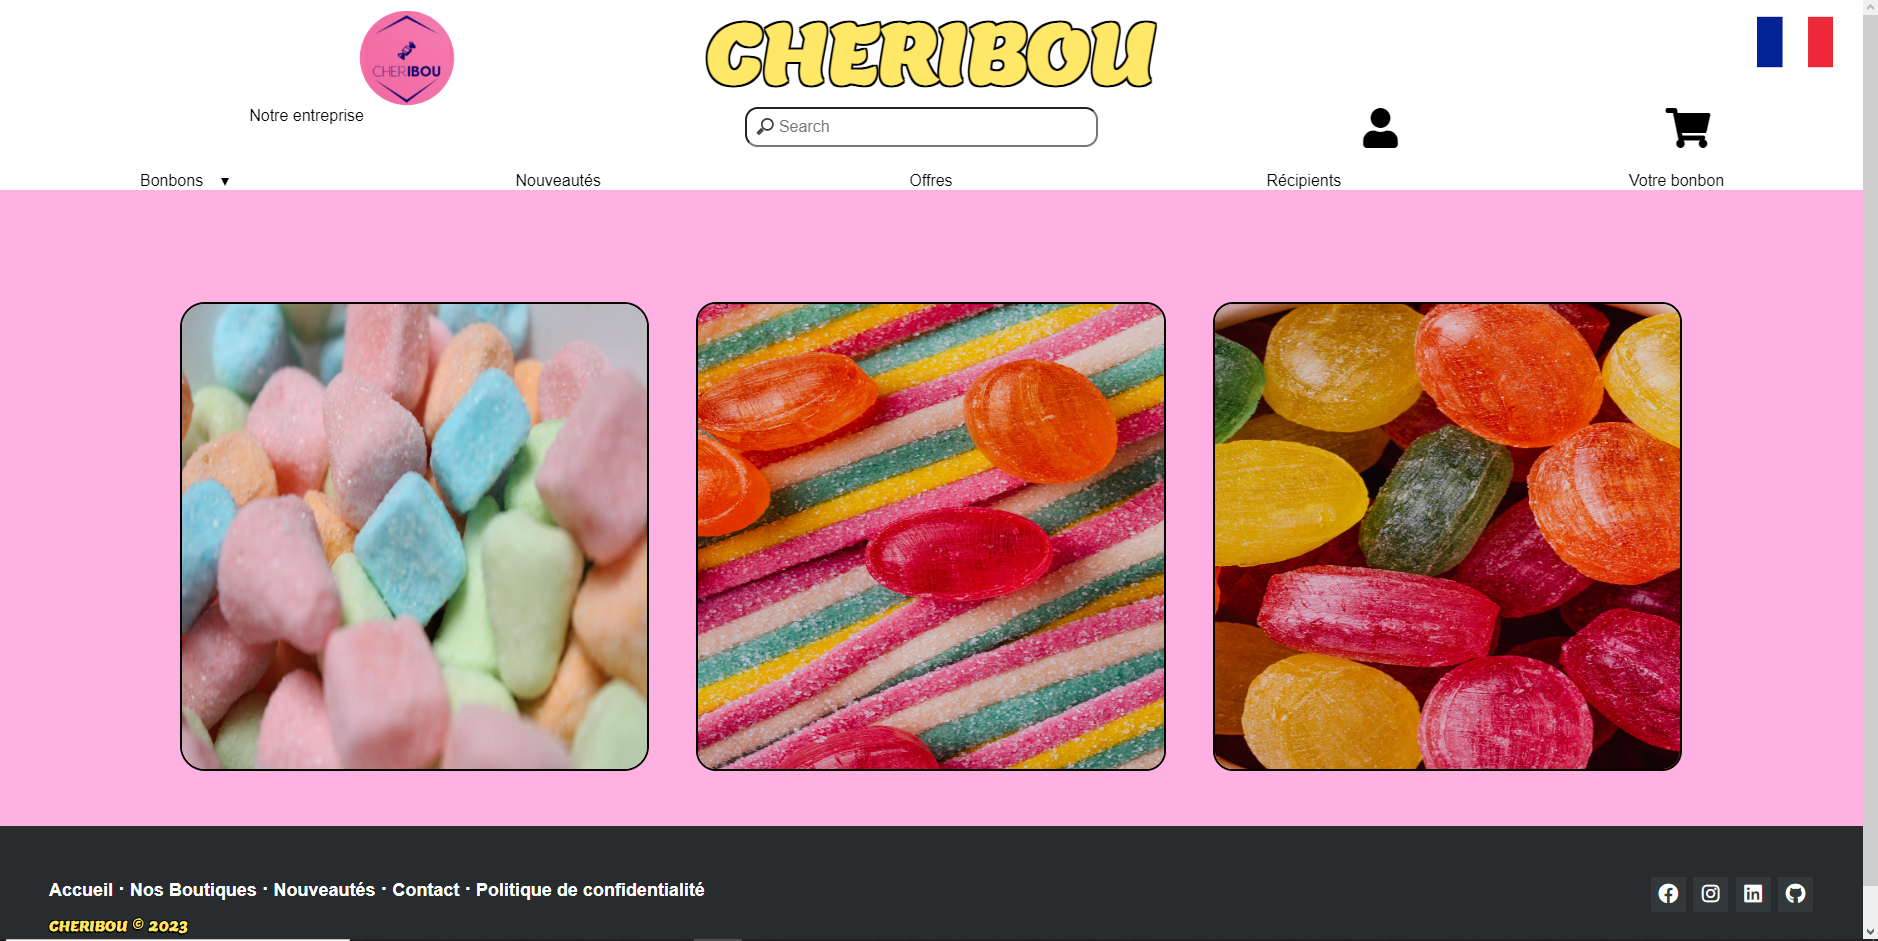 CHERIBOU
CHERIBOU
Notre entreprise
Search
Bonbons ▼
Nouveautés
Offres
Récipients
Votre bonbon
Accueil · Nos Boutiques · Nouveautés · Contact · Politique de confidentialité
CHERIBOU © 2023